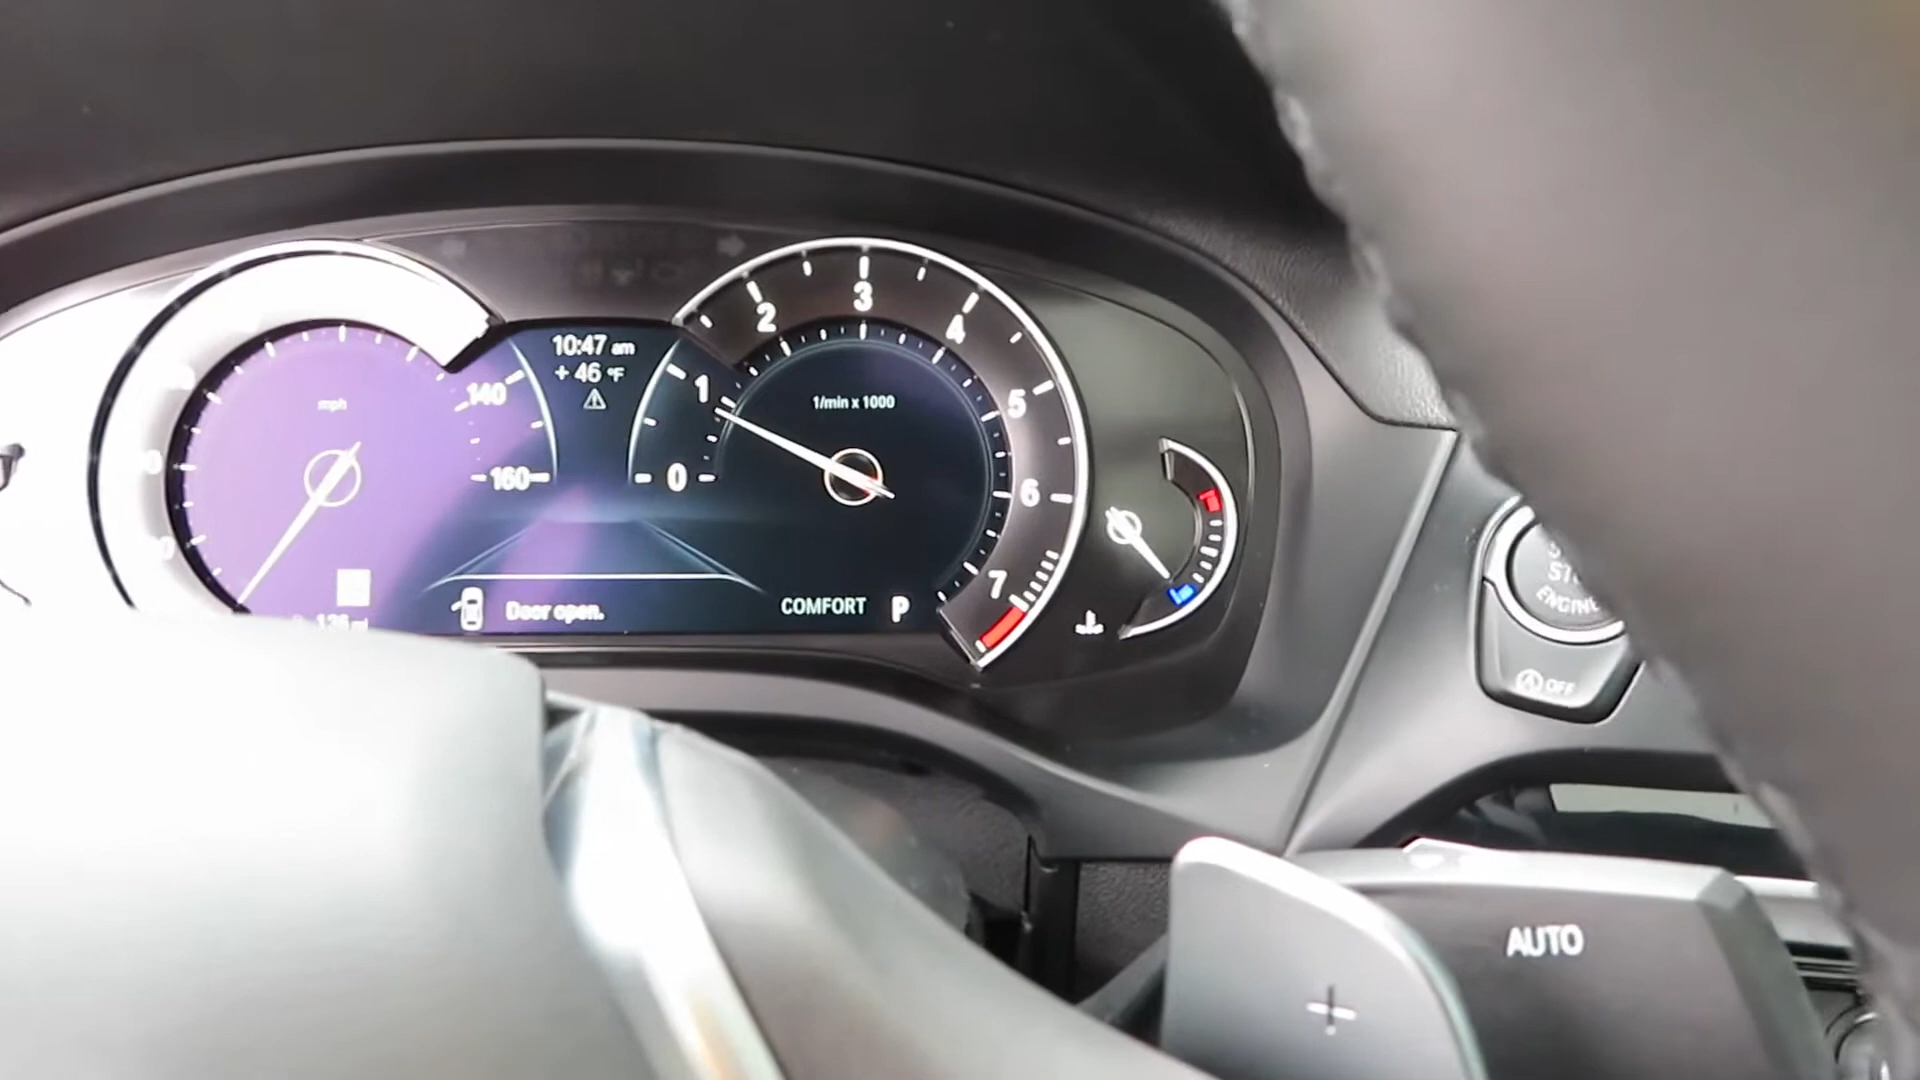 10:47 am
+ 46 °F
mph
140
160
1/min x 1000
0
1
2
3
4
5
6
7
Door open.
COMFORT
P
ENGINE
OFF
AUTO
+